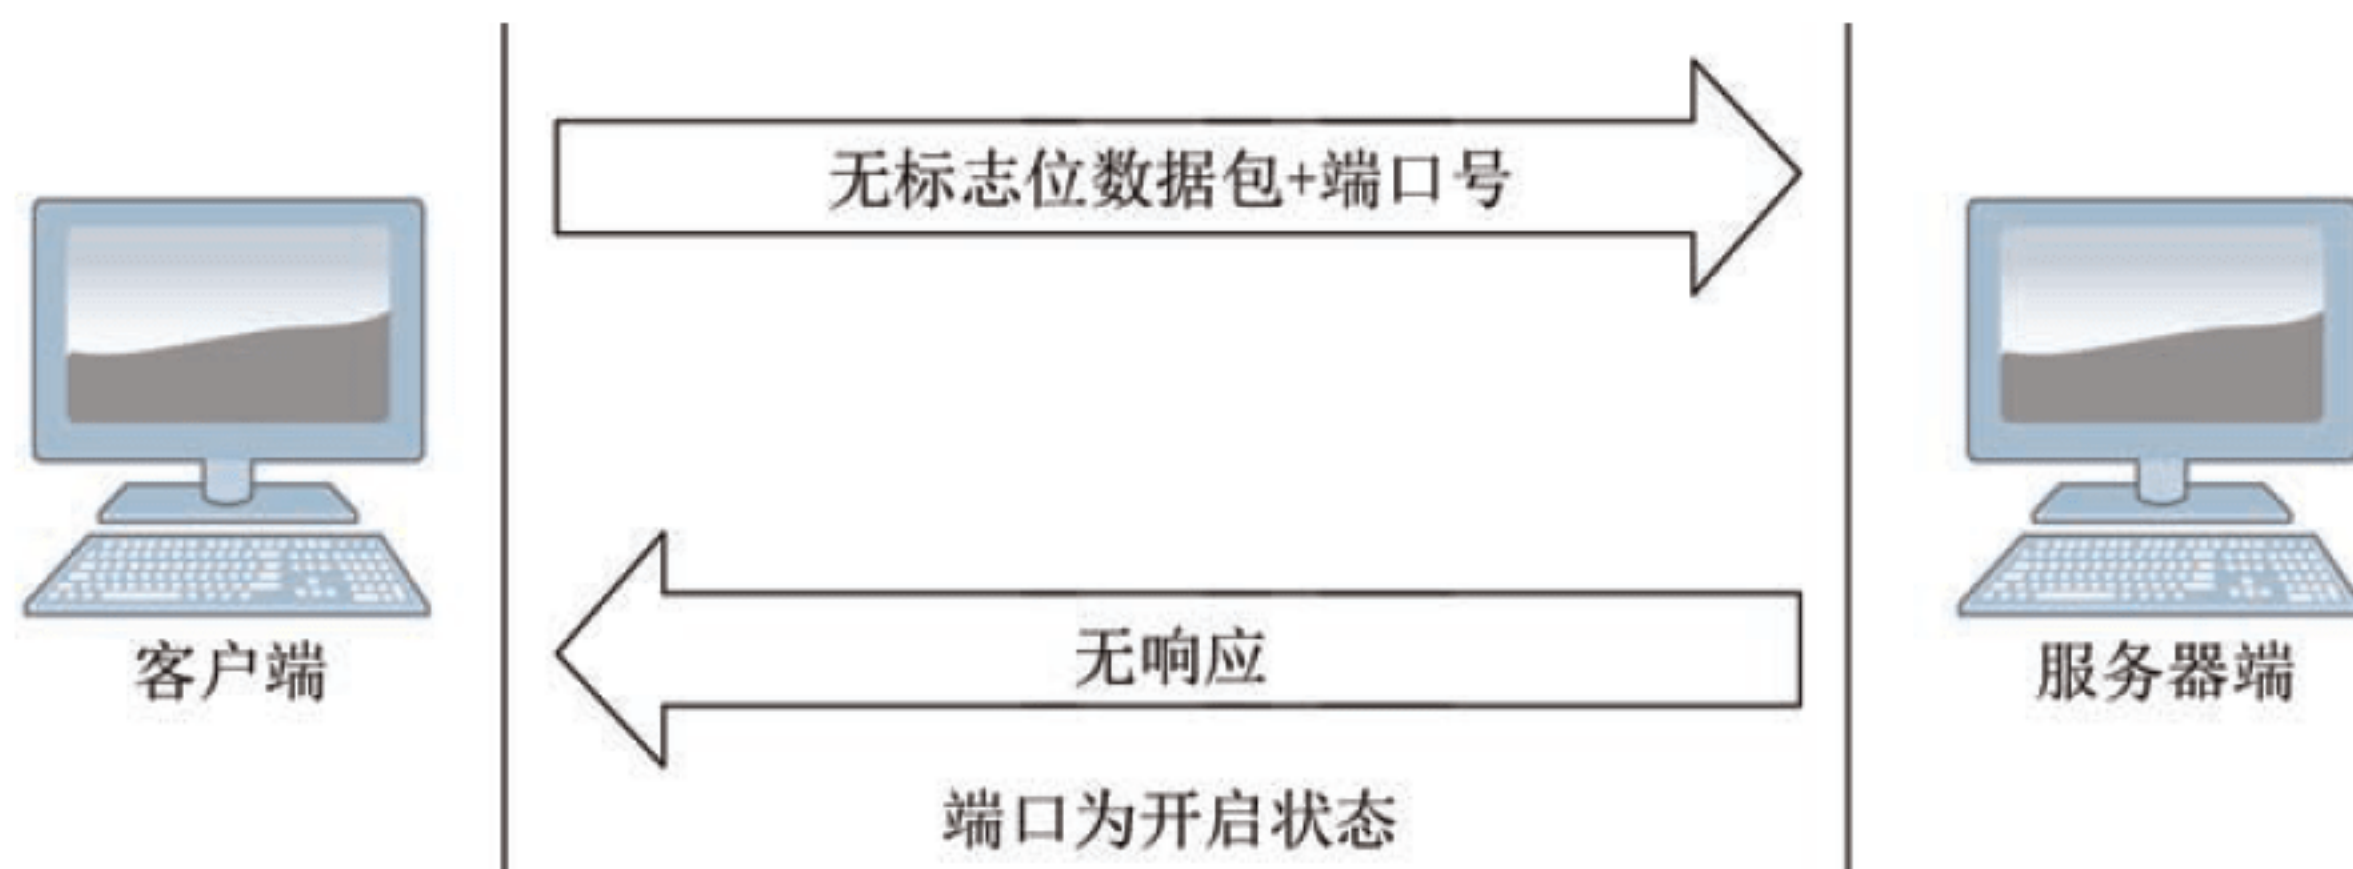 无标志位数据包+端口号
无响应
客户端
服务器端
端口为开启状态